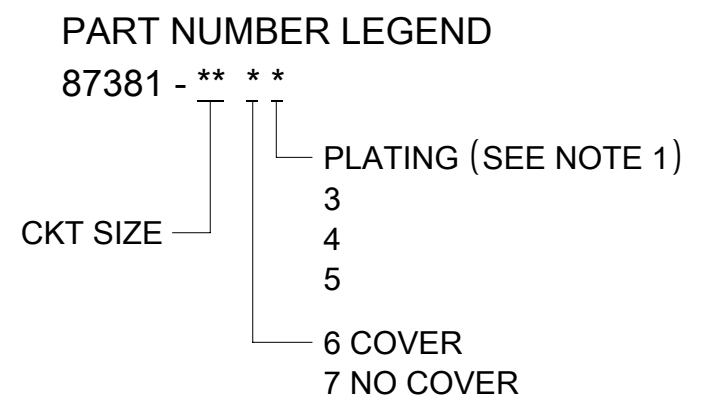 PART NUMBER LEGEND
87381 - ** * *
PLATING (SEE NOTE 1)
3
CKT SIZE
4
5
6 COVER
7 NO COVER